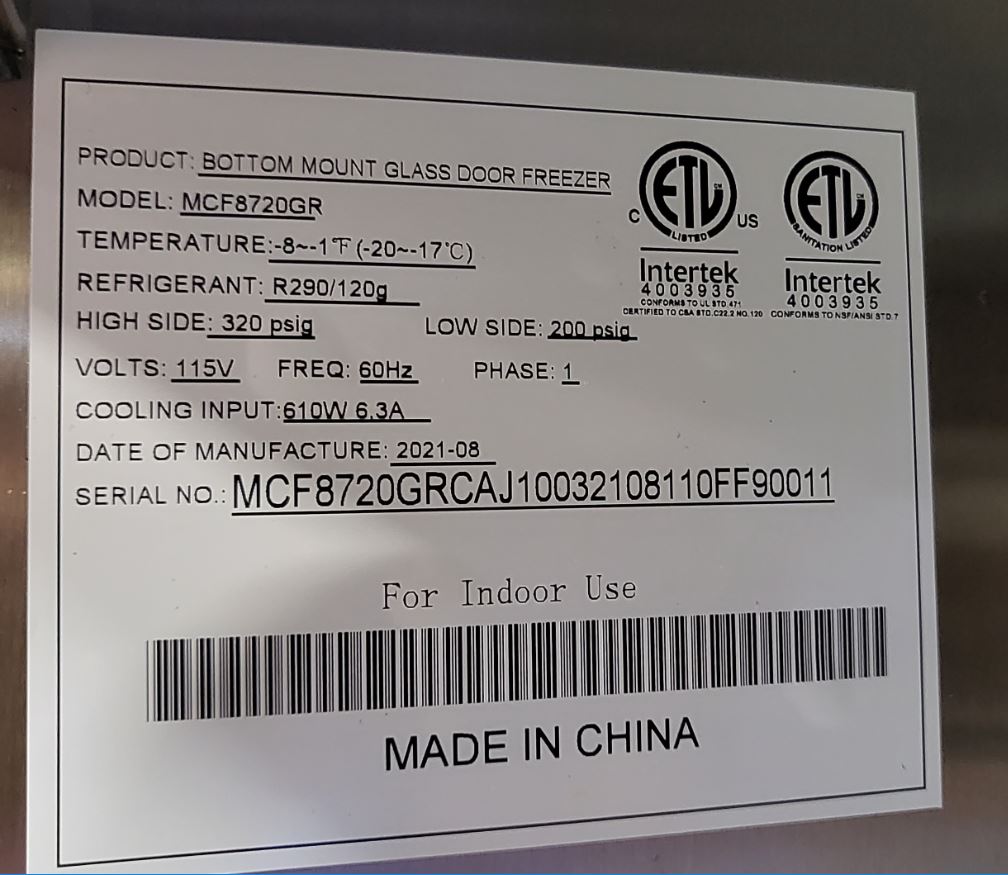 PRODUCT: BOTTOM MOUNT GLASS DOOR FREEZER
MODEL: MCF8720GR
TEMPERATURE:-8~-1℉(-20~-17℃)
REFRIGERANT: R290/120g
HIGH SIDE: 320 psig LOW SIDE: 200 psig
VOLTS: 115V FREQ: 60Hz PHASE: 1
COOLING INPUT:610W 6.3A
DATE OF MANUFACTURE: 2021-08
SERIAL NO.: MCF8720GRCAJ10032108110FF90011
C ETL US
LISTED
Intertek
4003935
CONFORMS TO UL STD.471
CERTIFIED TO CSA STD.C22.2 NO.120
ETL
SANITATION LISTED
Intertek
4003935
CONFORMS TO NSF/ANSI STD.7
For Indoor Use
MADE IN CHINA